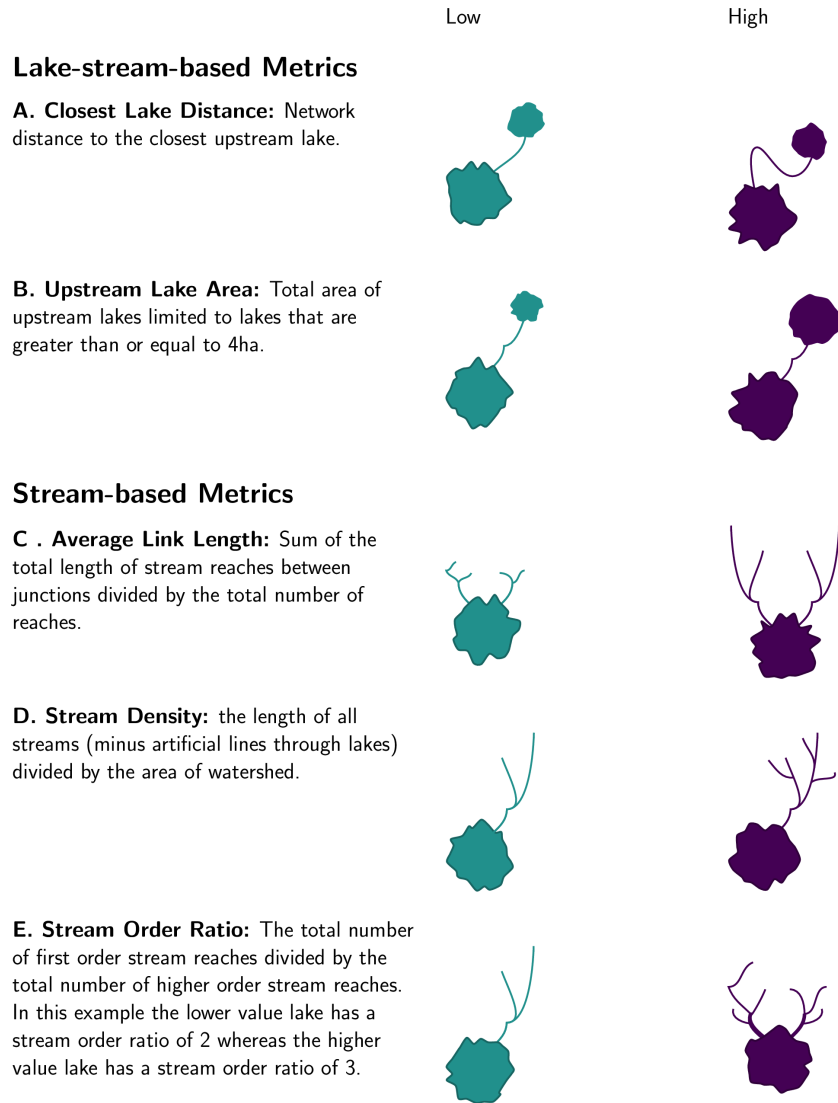 Low High
Lake-stream-based Metrics
A. Closest Lake Distance: Network
distance to the closest upstream lake.
B. Upstream Lake Area: Total area of
upstream lakes limited to lakes that are
greater than or equal to 4ha.
Stream-based Metrics
C . Average Link Length: Sum of the
total length of stream reaches between
junctions divided by the total number of
reaches.
D. Stream Density: the length of all
streams (minus artificial lines through lakes)
divided by the area of watershed.
E. Stream Order Ratio: The total number
of first order stream reaches divided by the
total number of higher order stream reaches.
In this example the lower value lake has a
stream order ratio of 2 whereas the higher
value lake has a stream order ratio of 3.